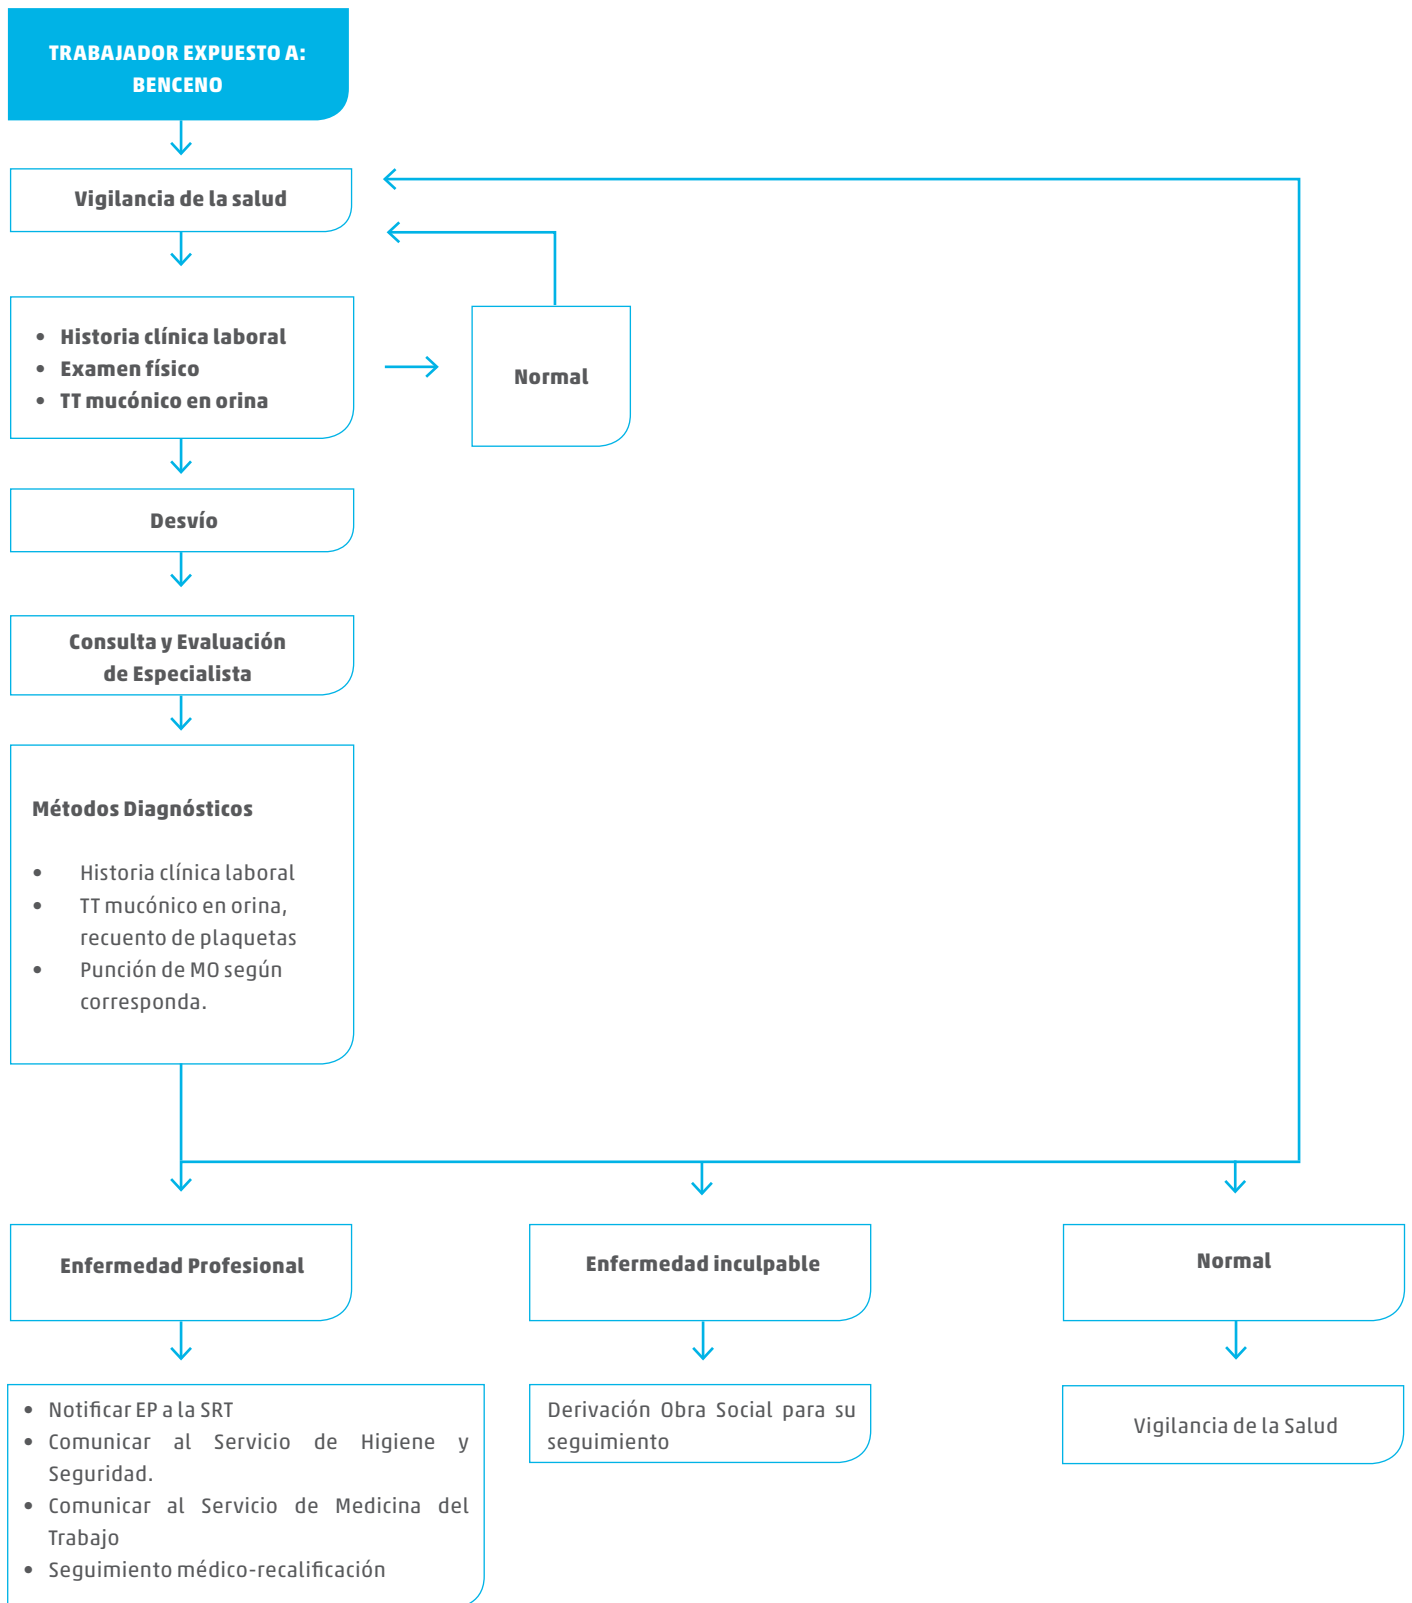 TRABAJADOR EXPUESTO A:
BENCENO
Vigilancia de la salud
• Historia clínica laboral
• Examen físico
• TT mucónico en orina
Normal
Desvío
Consulta y Evaluación
de Especialista
Métodos Diagnósticos
• Historia clínica laboral
• TT mucónico en orina,
recuento de plaquetas
• Punción de MO según
corresponda.
Enfermedad Profesional
Enfermedad inculpable
Normal
• Notificar EP a la SRT
• Comunicar al Servicio de Higiene y
Seguridad.
• Comunicar al Servicio de Medicina del
Trabajo
• Seguimiento médico-recalificación
Derivación Obra Social para su
seguimiento
Vigilancia de la Salud